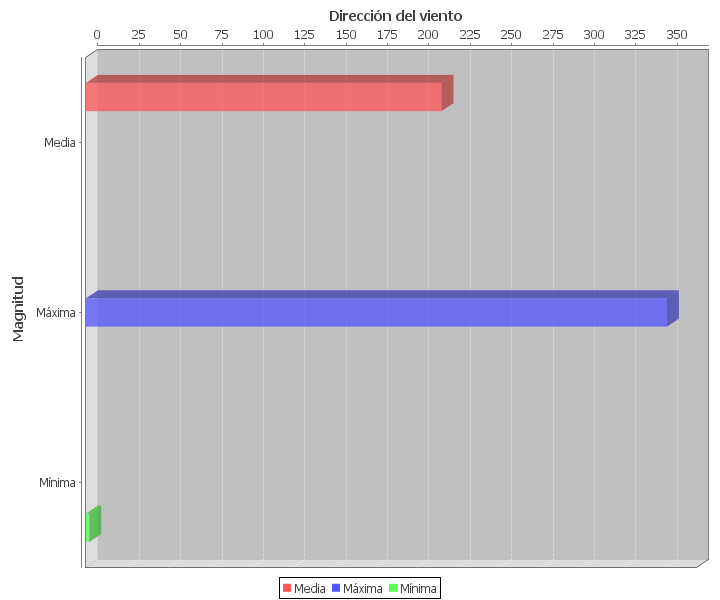 Dirección del viento
0 25 50 75 100 125 150 175 200 225 250 275 300 325 350
Magnitud
Media
Máxima
Mínima
Media Máxima Mínima